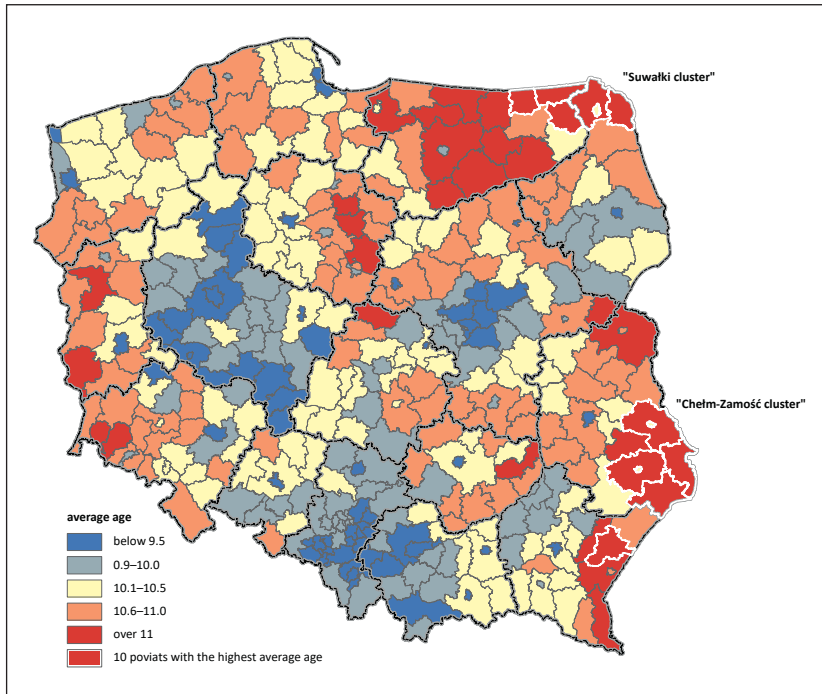 "Suwałki cluster"
"Chełm-Zamość cluster"
average age
below 9.5
0.9–10.0
10.1–10.5
10.6–11.0
over 11
10 poviats with the highest average age